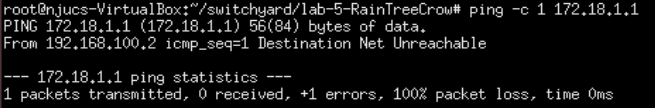 root@njucs-VirtualBox:~/switchyard/lab-5-RainTreeCrow# ping -c 1 172.18.1.1
PING 172.18.1.1 (172.18.1.1) 56(84) bytes of data.
From 192.168.100.2 icmp_seq=1 Destination Net Unreachable

--- 172.18.1.1 ping statistics ---
1 packets transmitted, 0 received, +1 errors, 100% packet loss, time 0ms